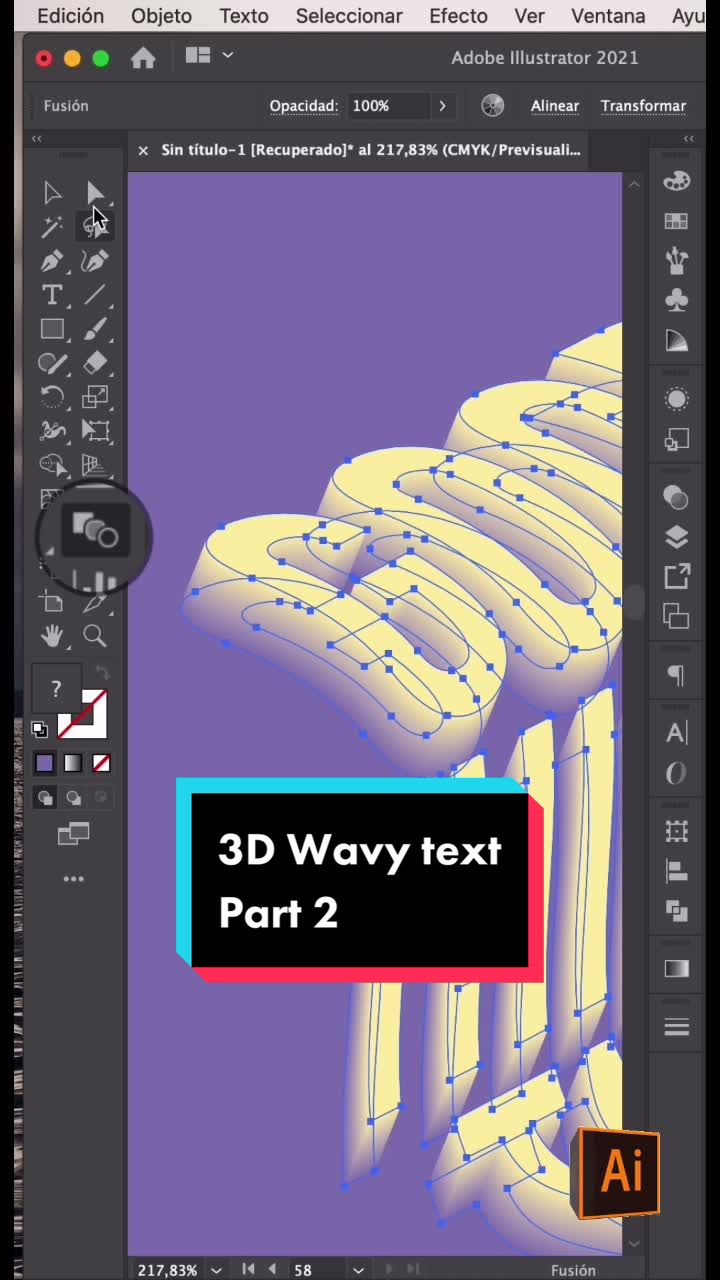 Edición Objeto Texto Seleccionar Efecto Ver Ventana Ayu
Adobe Illustrator 2021
Fusión Opacidad: 100% Alinear Transformar
× Sin título-1 [Recuperado]* al 217,83% (CMYK/Previsuali...
?
3D Wavy text
Part 2
Ai
217,83% 58 Fusión